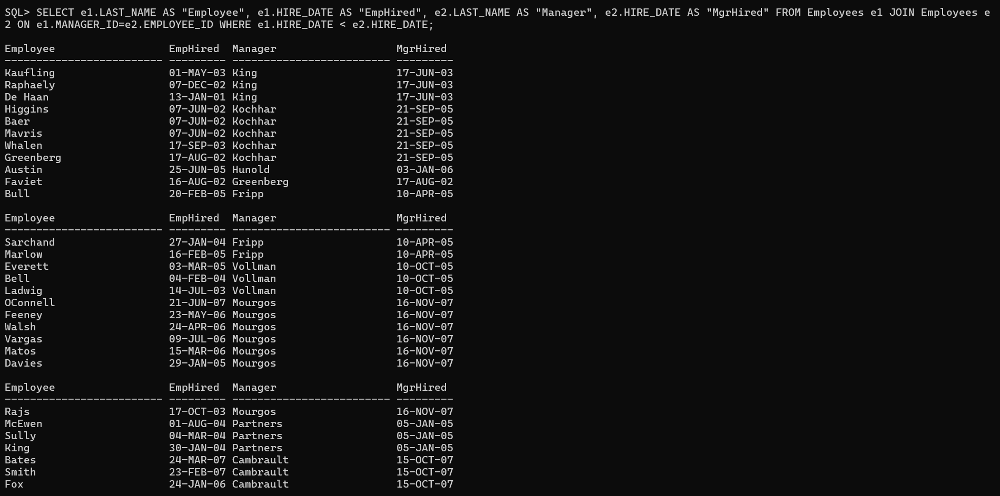 SQL> SELECT e1.LAST_NAME AS "Employee", e1.HIRE_DATE AS "EmpHired", e2.LAST_NAME AS "Manager", e2.HIRE_DATE AS "MgrHired" FROM Employees e1 JOIN Employees e
2 ON e1.MANAGER_ID=e2.EMPLOYEE_ID WHERE e1.HIRE_DATE < e2.HIRE_DATE;

Employee                  EmpHired  Manager                   MgrHired
------------------------- --------- ------------------------- ---------
Kaufling                  01-MAY-03 King                      17-JUN-03
Raphaely                  07-DEC-02 King                      17-JUN-03
De Haan                   13-JAN-01 King                      17-JUN-03
Higgins                   07-JUN-02 Kochhar                   21-SEP-05
Baer                      07-JUN-02 Kochhar                   21-SEP-05
Mavris                    07-JUN-02 Kochhar                   21-SEP-05
Whalen                    17-SEP-03 Kochhar                   21-SEP-05
Greenberg                 17-AUG-02 Kochhar                   21-SEP-05
Austin                    25-JUN-05 Hunold                    03-JAN-06
Faviet                    16-AUG-02 Greenberg                 17-AUG-02
Bull                      20-FEB-05 Fripp                     10-APR-05

Employee                  EmpHired  Manager                   MgrHired
------------------------- --------- ------------------------- ---------
Sarchand                  27-JAN-04 Fripp                     10-APR-05
Marlow                    16-FEB-05 Fripp                     10-APR-05
Everett                   03-MAR-05 Vollman                   10-OCT-05
Bell                      04-FEB-04 Vollman                   10-OCT-05
Ladwig                    14-JUL-03 Vollman                   10-OCT-05
OConnell                  21-JUN-07 Mourgos                   16-NOV-07
Feeney                    23-MAY-06 Mourgos                   16-NOV-07
Walsh                     24-APR-06 Mourgos                   16-NOV-07
Vargas                    09-JUL-06 Mourgos                   16-NOV-07
Matos                     15-MAR-06 Mourgos                   16-NOV-07
Davies                    29-JAN-05 Mourgos                   16-NOV-07

Employee                  EmpHired  Manager                   MgrHired
------------------------- --------- ------------------------- ---------
Rajs                      17-OCT-03 Mourgos                   16-NOV-07
McEwen                    01-AUG-04 Partners                  05-JAN-05
Sully                     04-MAR-04 Partners                  05-JAN-05
King                      30-JAN-04 Partners                  05-JAN-05
Bates                     24-MAR-07 Cambrault                 15-OCT-07
Smith                     23-FEB-07 Cambrault                 15-OCT-07
Fox                       24-JAN-06 Cambrault                 15-OCT-07